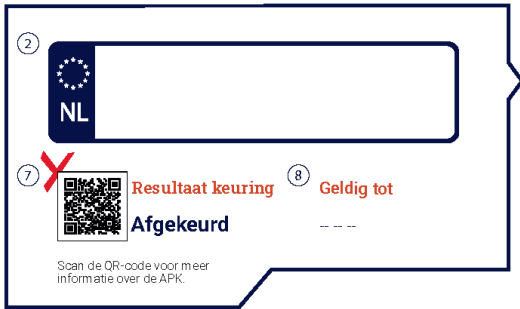 2
NL
7
Resultaat keuring
8
Geldig tot
Afgekeurd
-- -- --
Scan de QR-code voor meer
informatie over de APK.